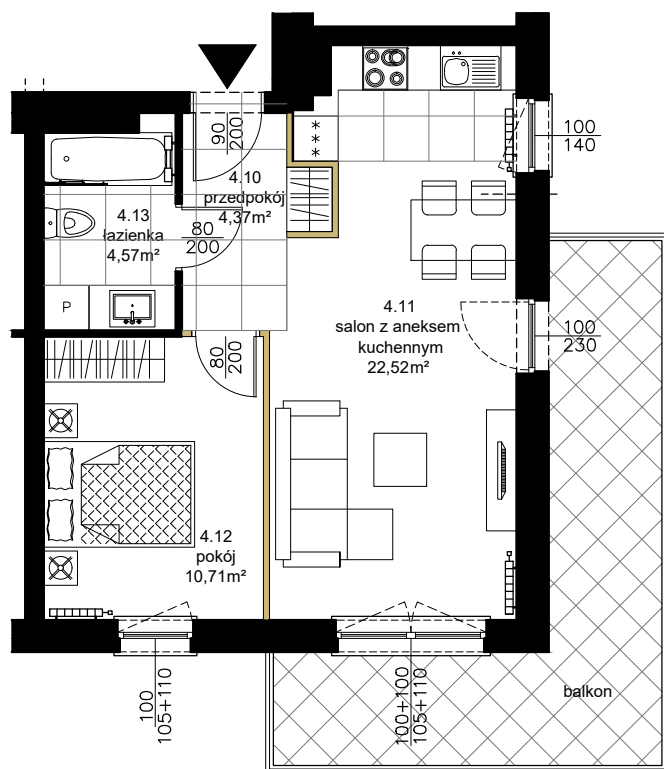 90
200
100
140
4.10
przedpokój
4,37m²
4.13
łazienka
4,57m²
80
200
P
4.11
salon z aneksem
kuchennym
22,52m²
100
230
80
200
4.12
pokój
10,71m²
balkon
100
105+110
100+100
105+110